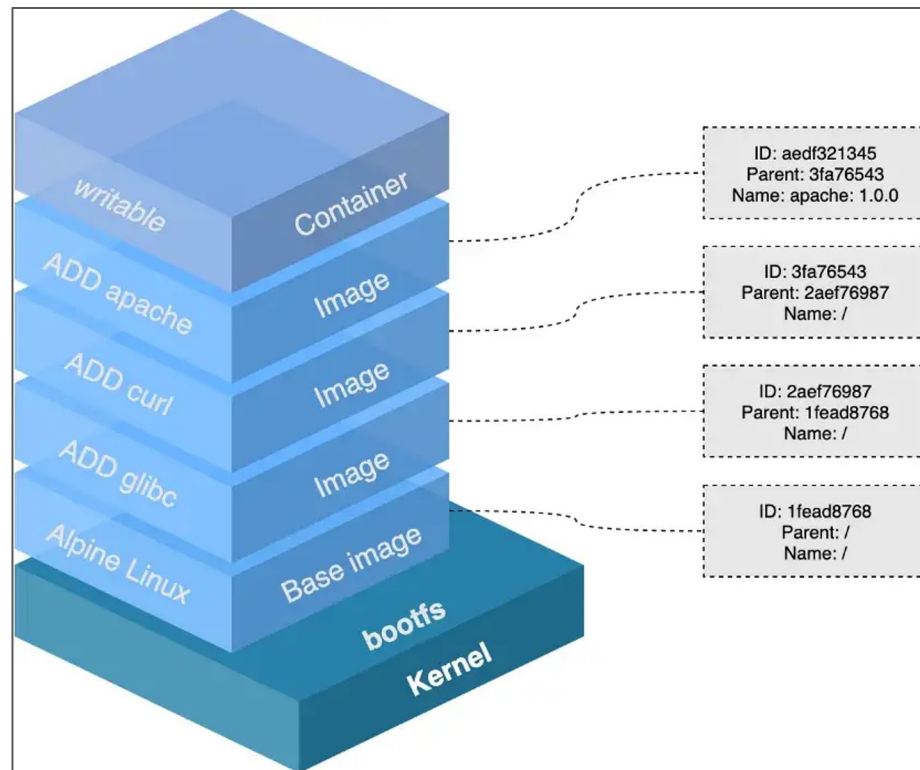 writable
Container
ADD apache
Image
ADD curl
Image
ADD glibc
Image
Alpine Linux
Base image
bootfs
Kernel
ID: aedf321345
Parent: 3fa76543
Name: apache: 1.0.0
ID: 3fa76543
Parent: 2aef76987
Name: /
ID: 2aef76987
Parent: 1fead8768
Name: /
ID: 1fead8768
Parent: /
Name: /